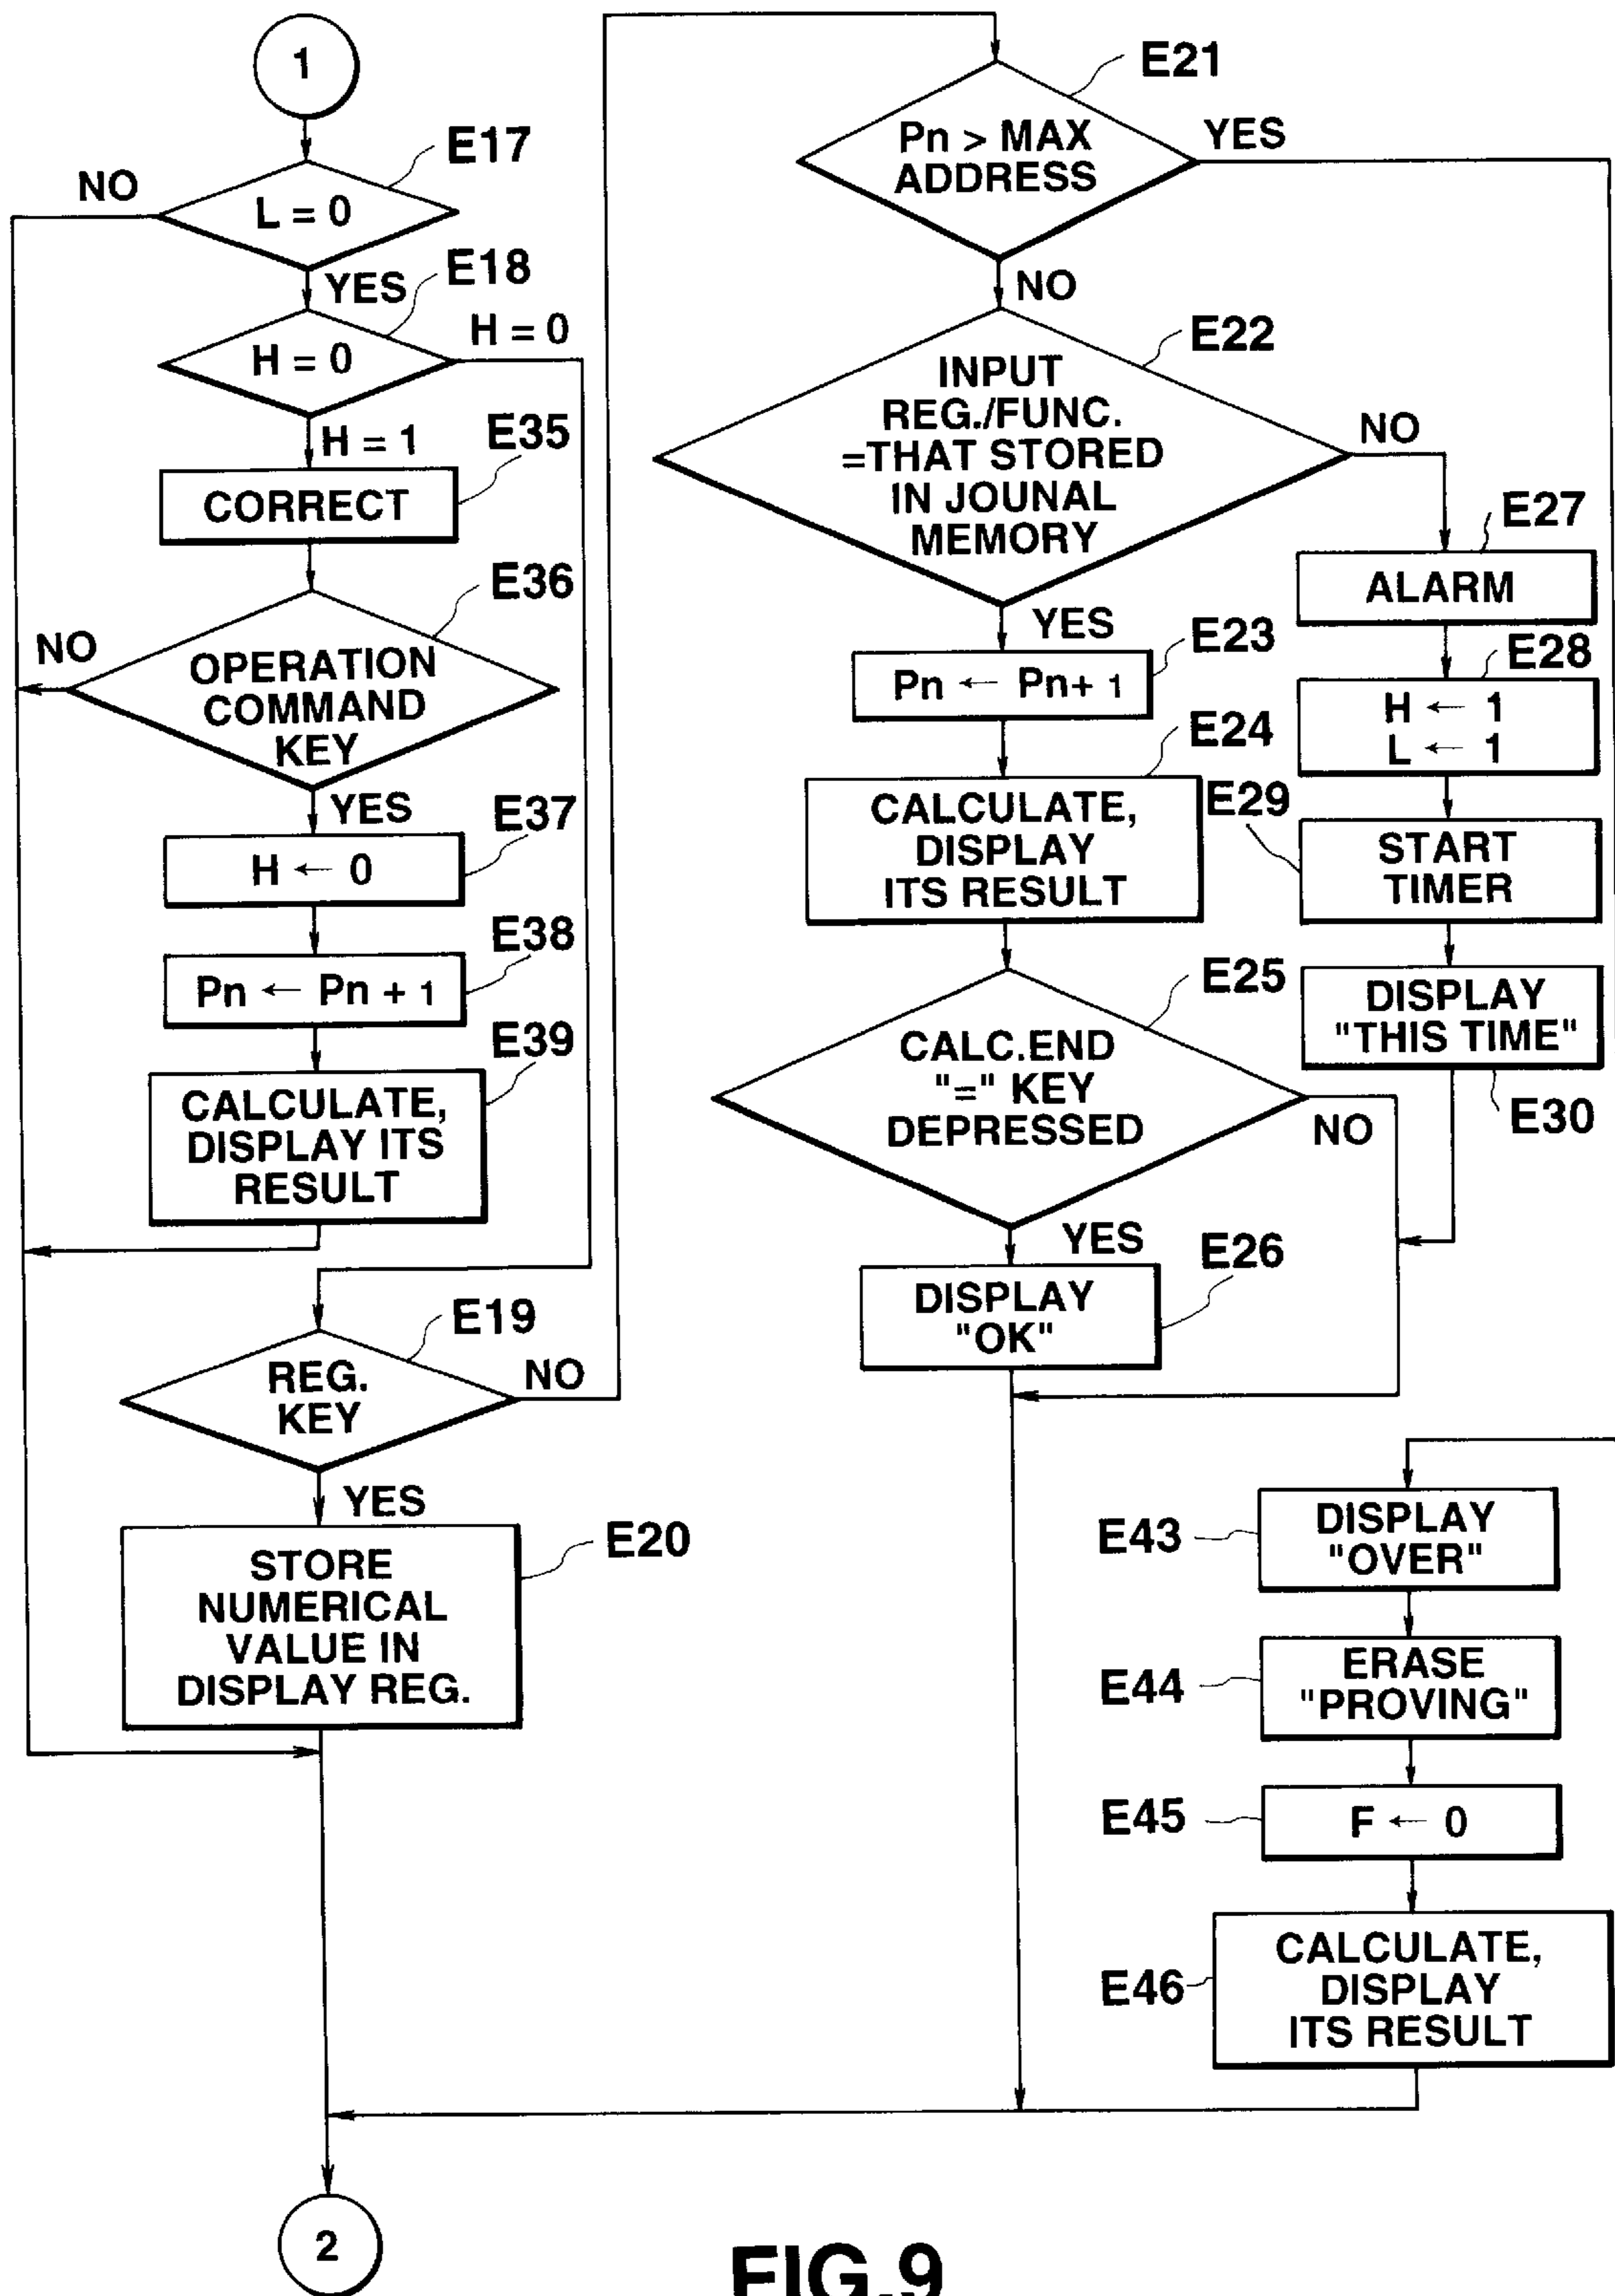 1
E17
NO
L = 0
YES
E18
H = 0
H = 0
H = 1
E35
CORRECT
E36
NO
OPERATION
COMMAND
KEY
YES
E37
H ← 0
E38
Pn ← Pn + 1
E39
CALCULATE,
DISPLAY ITS
RESULT
E19
REG.
KEY
NO
YES
E20
STORE
NUMERICAL
VALUE IN
DISPLAY REG.
2
E21
Pn > MAX
ADDRESS
YES
NO
E22
INPUT
REG./FUNC.
=THAT STORED
IN JOUNAL
MEMORY
NO
YES
E23
Pn ← Pn+ 1
E24
CALCULATE,
DISPLAY
ITS RESULT
E25
CALC.END
"=" KEY
DEPRESSED
NO
YES
E26
DISPLAY
"OK"
E27
ALARM
E28
H ← 1
L ← 1
E29
START
TIMER
DISPLAY
"THIS TIME"
E30
E43
DISPLAY
"OVER"
E44
ERASE
"PROVING"
E45
F ← 0
E46
CALCULATE,
DISPLAY
ITS RESULT
FIG.9